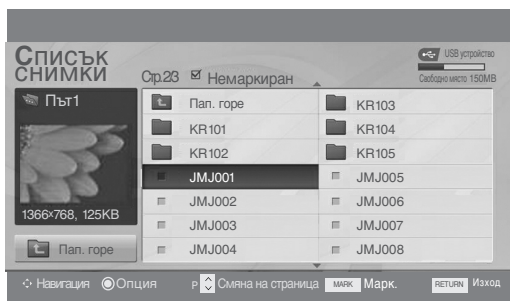 Списък снимки
USB устройство
Свободно място 150MB
Стр.2/3
Немаркиран
Път1
1366×768, 125KB
Пап. горе
Пап. горе
KR101
KR102
JMJ001
JMJ002
JMJ003
JMJ004
KR103
KR104
KR105
JMJ005
JMJ006
JMJ007
JMJ008
Навигация Опция P Смяна на страница MARK Марк. RETURN Изход